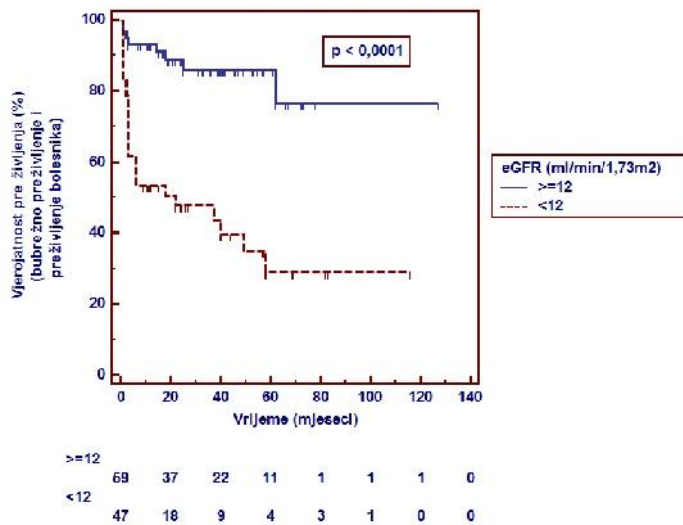 Vjerojatnost pre življenja (%)
(bubrežno preživljenje i
preživljenje bolesnika)
100
80
60
40
20
0
p < 0,0001
0 20 40 60 80 100 120 140
Vrijeme (mjeseci)
eGFR (ml/min/1,73m2)
>=12
<12
>=12
69 37 22 11 1 1 1 0
<12
47 18 9 4 3 1 0 0